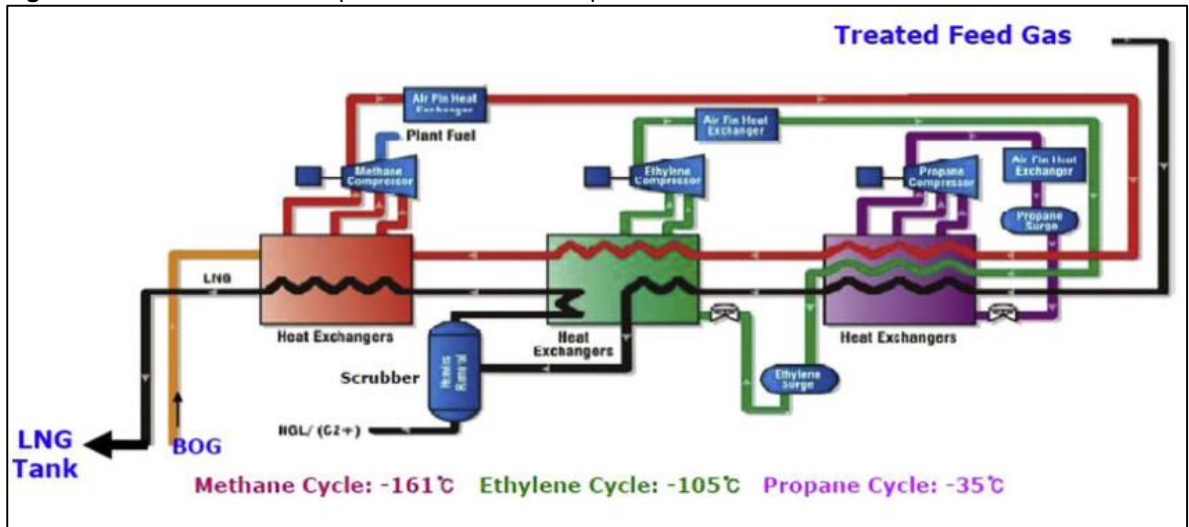 Treated Feed Gas
Air Fin Heat
Exchanger
Plant Fuel
Air Fin Heat
Exchanger
Methane
Compressor
Ethylene
Compressor
Propane
Compressor
Air Fin Heat
Exchanger
Propane
Surge
LNG
Heat Exchangers
Heat
Exchangers
Heat Exchangers
Scrubber
Heavies
Removal
Ethylene
Surge
NGL/ (C2+)
LNG
Tank
BOG
Methane Cycle: -161℃ Ethylene Cycle: -105℃ Propane Cycle: -35℃